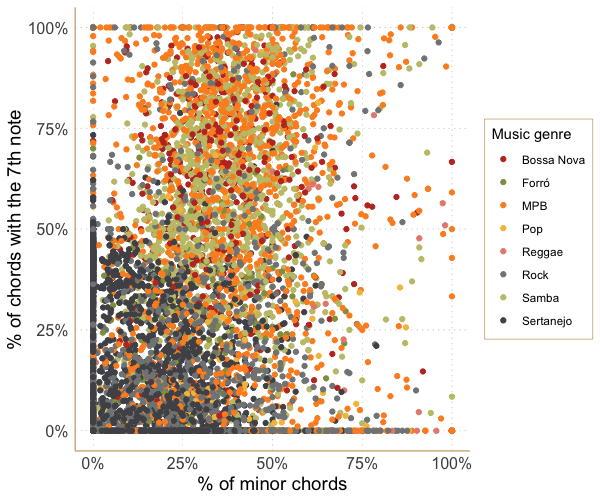 % of chords with the 7th note
100%
75%
50%
25%
0%
0%
25%
50%
75%
100%
% of minor chords
Music genre
Bossa Nova
Forró
MPB
Pop
Reggae
Rock
Samba
Sertanejo